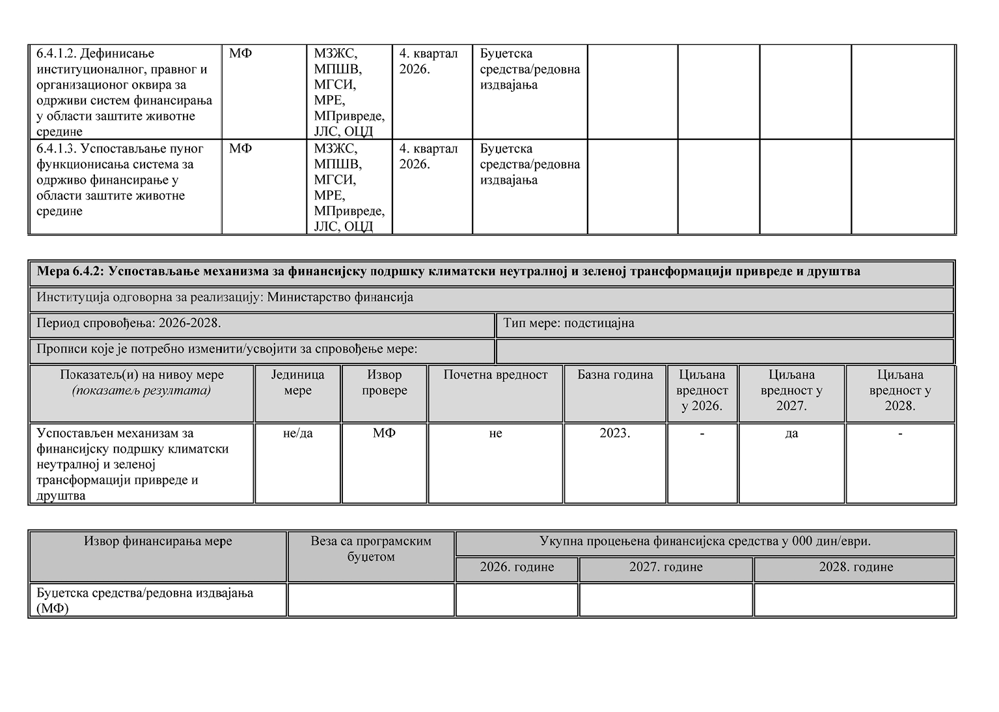 6.4.1.2. Дефинисање
институционалног, правног и
организационог оквира за
одрживи систем финансирања
у области заштите животне
средине
МФ
МЗЖС,
МПШВ,
МГСИ,
МРЕ,
МПривреде,
ЈЛС, ОЦД
4. квартал
2026.
Буџетска
средства/редовна
издвајања
6.4.1.3. Успостављање пуног
функционисања система за
одрживо финансирање у
области заштите животне
средине
МФ
МЗЖС,
МПШВ,
МГСИ,
МРЕ,
МПривреде,
ЈЛС, ОЦД
4. квартал
2026.
Буџетска
средства/редовна
издвајања
Мера 6.4.2: Успостављање механизма за финансијску подршку климатски неутралној и зеленој трансформацији привреде и друштва
Институција одговорна за реализацију: Министарство финансија
Период спровођења: 2026-2028.
Тип мере: подстицајна
Прописи које је потребно изменити/усвојити за спровођење мере:
Показатељ(и) на нивоу мере
(показатељ резултата)
Јединица
мере
Извор
провере
Почетна вредност
Базна година
Циљана
вредност
у 2026.
Циљана
вредност у
2027.
Циљана
вредност у
2028.
Успостављен механизам за
финансијску подршку климатски
неутралној и зеленој
трансформацији привреде и
друштва
не/да
МФ
не
2023.
-
да
-
Извор финансирања мере
Веза са програмским
буџетом
Укупна процењена финансијска средства у 000 дин/еври.
2026. године
2027. године
2028. године
Буџетска средства/редовна издвајања
(МФ)